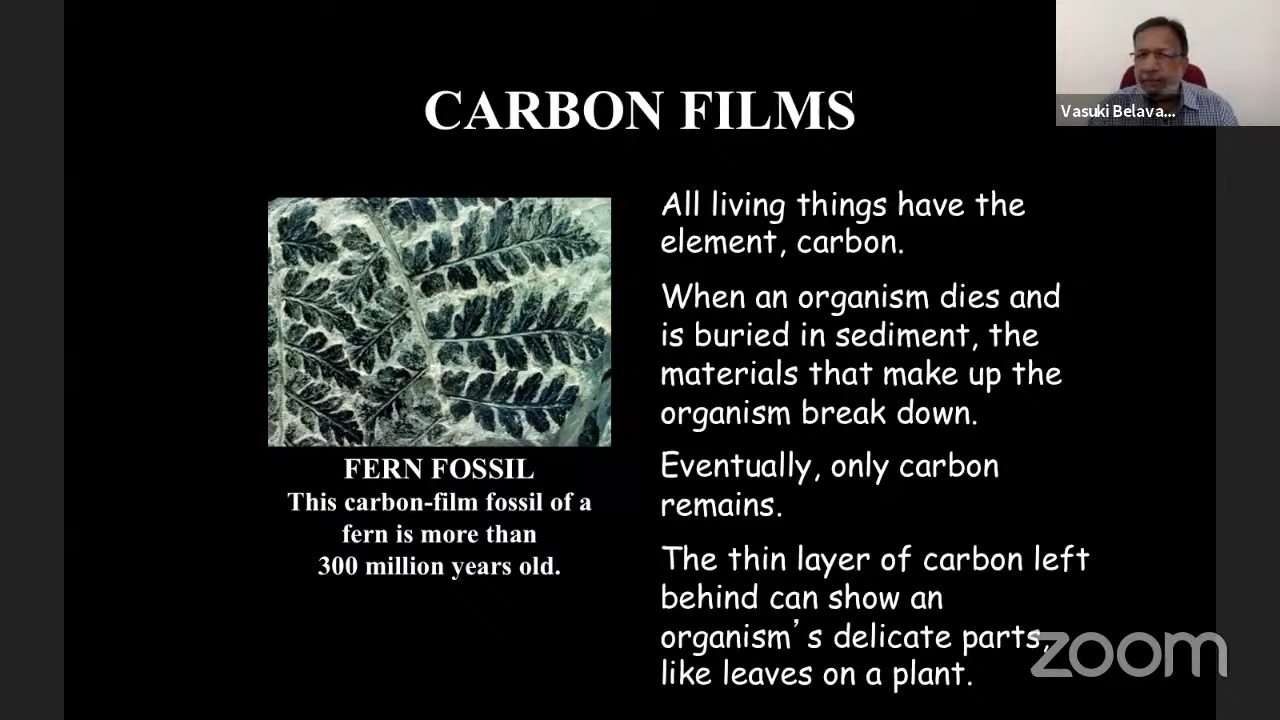 CARBON FILMS
Vasuki Belava...
All living things have the
element, carbon.
When an organism dies and
is buried in sediment, the
materials that make up the
organism break down.
Eventually, only carbon
remains.
The thin layer of carbon left
behind can show an
organism’s delicate parts,
like leaves on a plant.
FERN FOSSIL
This carbon-film fossil of a
fern is more than
300 million years old.
zoom